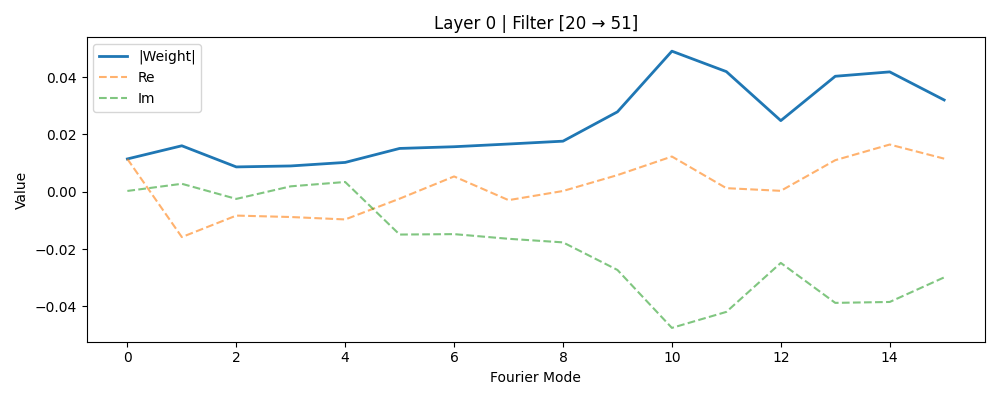 Layer 0 | Filter [20 → 51]
|Weight|
Re
Im
Value
0.04
0.02
0.00
−0.02
−0.04
0 2 4 6 8 10 12 14
Fourier Mode